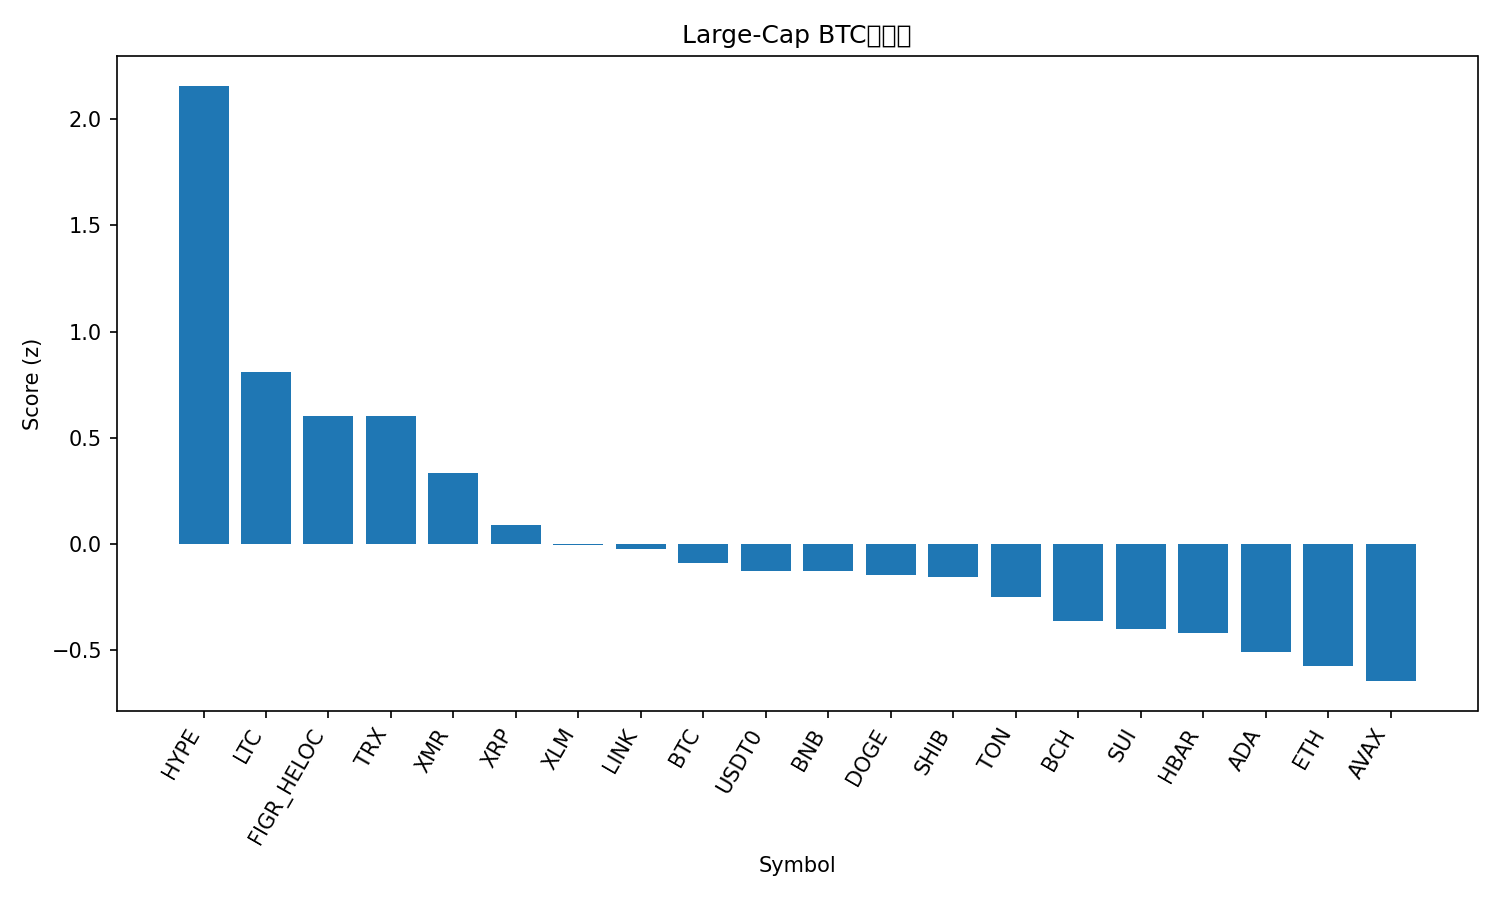 Large-Cap BTC
Score (z)
2.0
1.5
1.0
0.5
0.0
−0.5
HYPE
LTC
FIGR_HELOC
TRX
XMR
XRP
XLM
LINK
BTC
USDT0
BNB
DOGE
SHIB
TON
BCH
SUI
HBAR
ADA
ETH
AVAX
Symbol